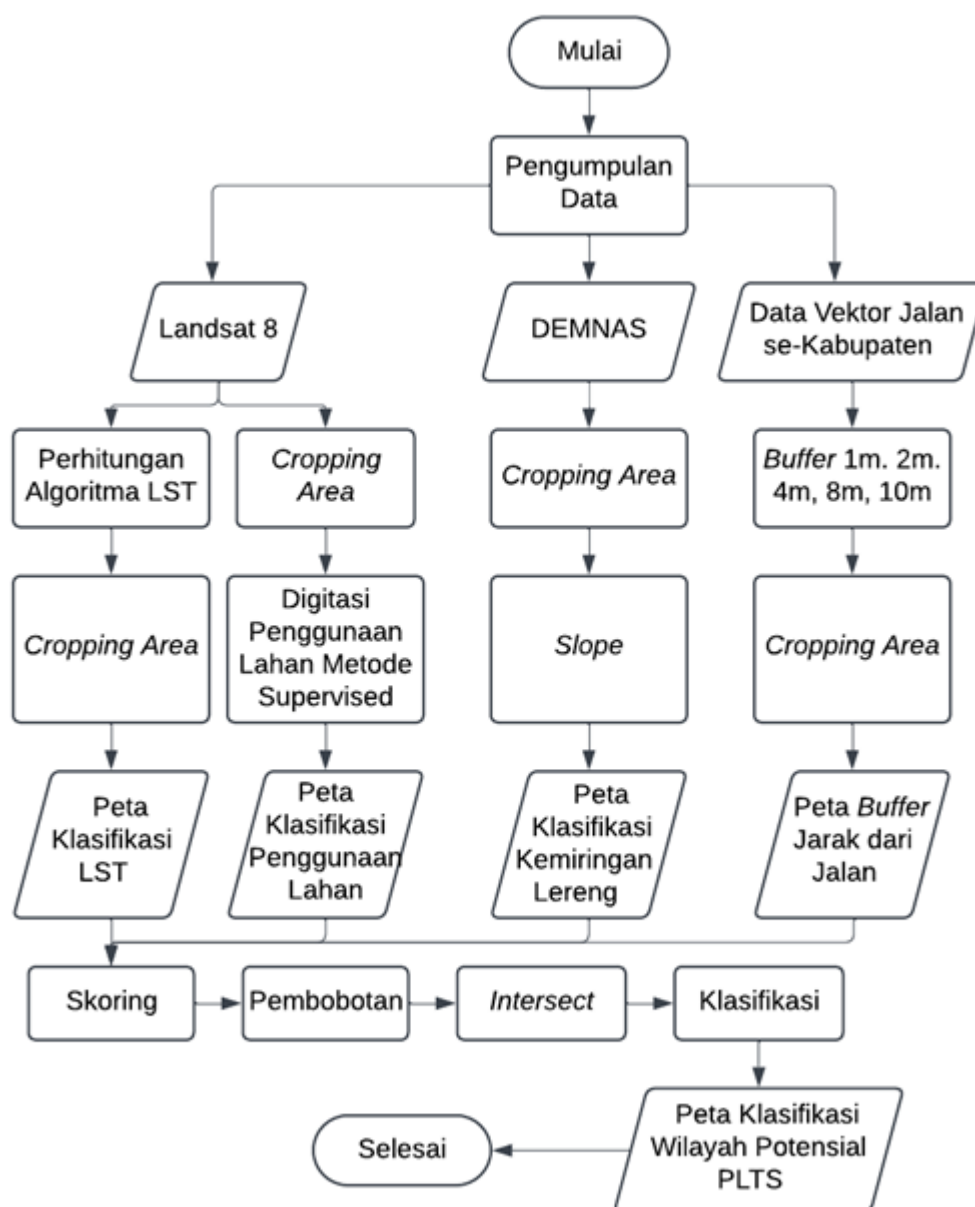 Mulai
Pengumpulan
Data
Landsat 8
DEMNAS
Data Vektor Jalan
se-Kabupaten
Perhitungan
Algoritma LST
Cropping
Area
Cropping Area
Buffer 1m. 2m.
4m, 8m, 10m
Cropping Area
Digitasi
Penggunaan
Lahan Metode
Supervised
Slope
Cropping Area
Peta
Klasifikasi
LST
Peta
Klasifikasi
Penggunaan
Lahan
Peta
Klasifikasi
Kemiringan
Lereng
Peta Buffer
Jarak dari
Jalan
Skoring
Pembobotan
Intersect
Klasifikasi
Peta Klasifikasi
Wilayah Potensial
PLTS
Selesai